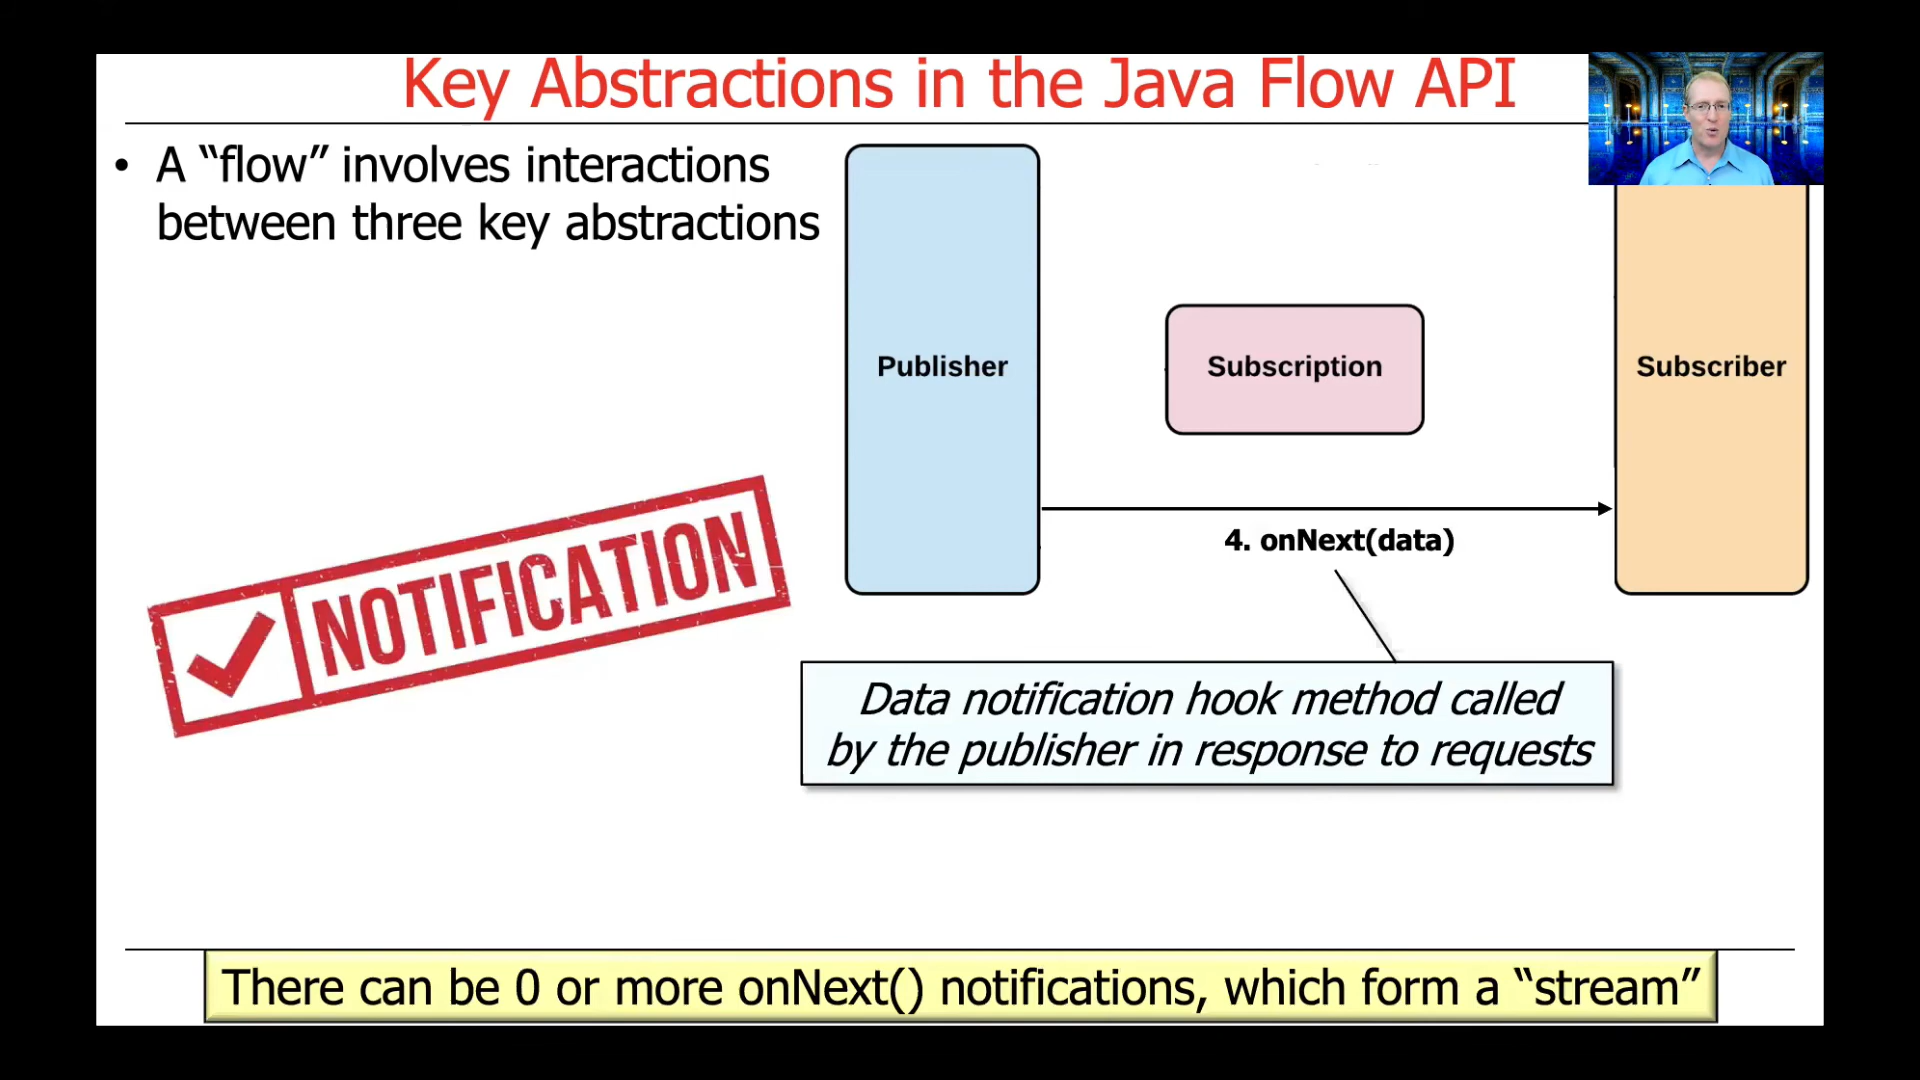 Key Abstractions in the Java Flow API
• A “flow” involves interactions
between three key abstractions
Publisher
Subscription
Subscriber
4. onNext(data)
NOTIFICATION
Data notification hook method called
by the publisher in response to requests
There can be 0 or more onNext() notifications, which form a “stream”